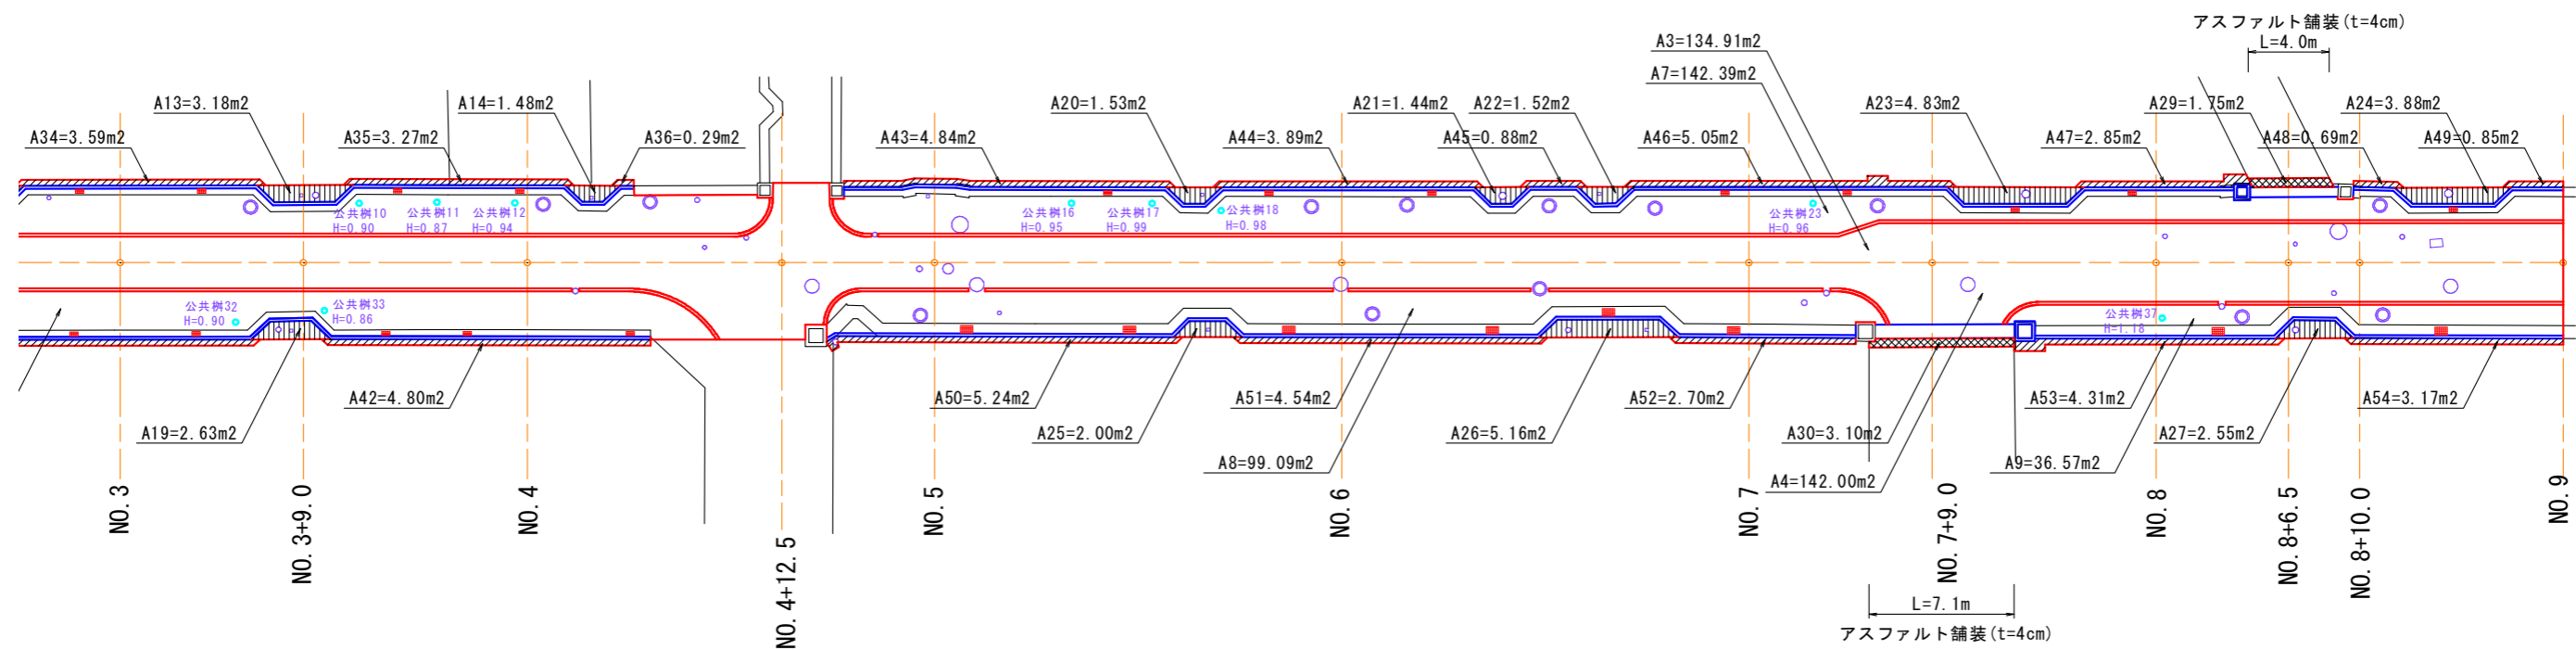 アスファルト舗装(t=4cm)
L=4.0m
A3=134.91m2
A7=142.39m2
A13=3.18m2
A14=1.48m2
A20=1.53m2
A21=1.44m2
A22=1.52m2
A23=4.83m2
A29=1.75m2
A24=3.88m2
A34=3.59m2
A35=3.27m2
A36=0.29m2
A43=4.84m2
A44=3.89m2
A45=0.88m2
A46=5.05m2
A47=2.85m2
A48=0.69m2
A49=0.85m2
公共桝10
H=0.90
公共桝11
H=0.87
公共桝12
H=0.94
公共桝16
H=0.95
公共桝17
H=0.99
公共桝18
H=0.98
公共桝23
H=0.96
公共桝32
H=0.90
公共桝33
H=0.86
公共桝37
H=1.18
A42=4.80m2
A50=5.24m2
A51=4.54m2
A52=2.70m2
A53=4.31m2
A54=3.17m2
A19=2.63m2
A25=2.00m2
A26=5.16m2
A30=3.10m2
A27=2.55m2
A8=99.09m2
A9=36.57m2
A4=142.00m2
NO.3
NO.3+9.0
NO.4
NO.4+12.5
NO.5
NO.6
NO.7
NO.7+9.0
NO.8
NO.8+6.5
NO.8+10.0
NO.9
L=7.1m
アスファルト舗装(t=4cm)